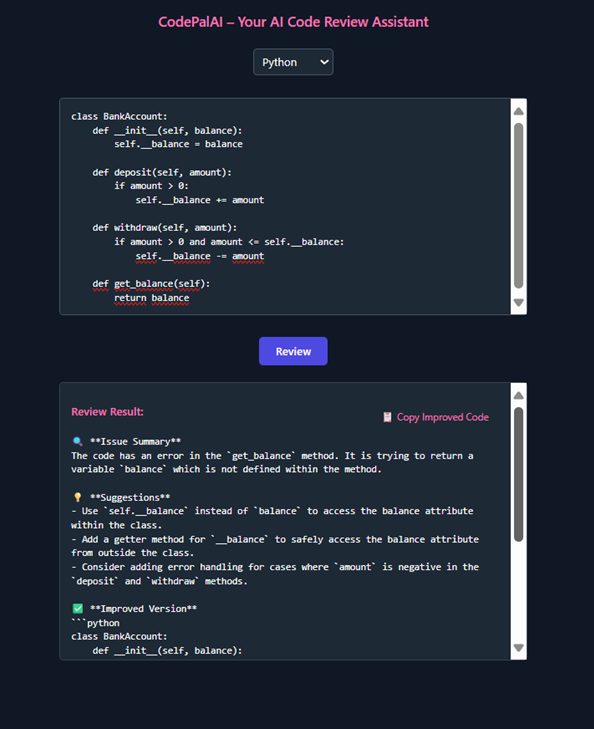 CodePalAI – Your AI Code Review Assistant
Python
class BankAccount:
    def __init__(self, balance):
        self.__balance = balance

    def deposit(self, amount):
        if amount > 0:
            self.__balance += amount

    def withdraw(self, amount):
        if amount > 0 and amount <= self.__balance:
            self.__balance -= amount

    def get_balance(self):
        return balance
Review
Review Result:
📋 Copy Improved Code
🔍 **Issue Summary**
The code has an error in the `get_balance` method. It is trying to return a
variable `balance` which is not defined within the method.

💡 **Suggestions**
- Use `self.__balance` instead of `balance` to access the balance attribute
within the class.
- Add a getter method for `__balance` to safely access the balance attribute
from outside the class.
- Consider adding error handling for cases where `amount` is negative in the
`deposit` and `withdraw` methods.

✅ **Improved Version**
```python
class BankAccount:
    def __init__(self, balance):